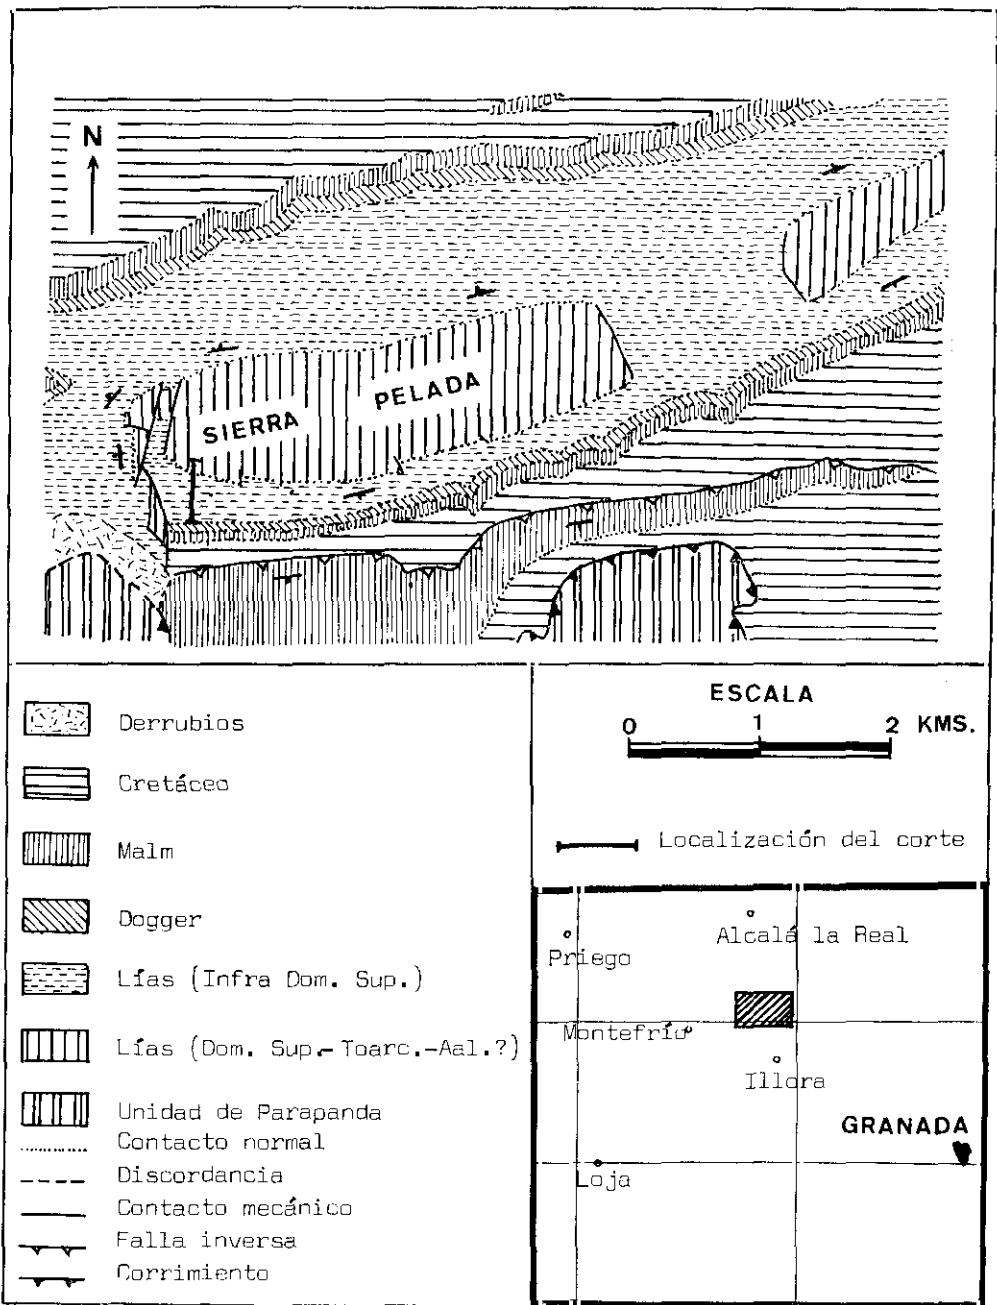 N
SIERRA PELADA
Derrubios
Cretáceo
Malm
Dogger
Lías (Infra Dom. Sup.)
Lías (Dom. Sup.-Toarc.-Aal.?)
Unidad de Parapanda
Contacto normal
Discordancia
Contacto mecánico
Falla inversa
Corrimiento
ESCALA
0 1 2 KMS.
Localización del corte
Alcalá la Real
Priego
Montefrío
Illora
GRANADA
Loja